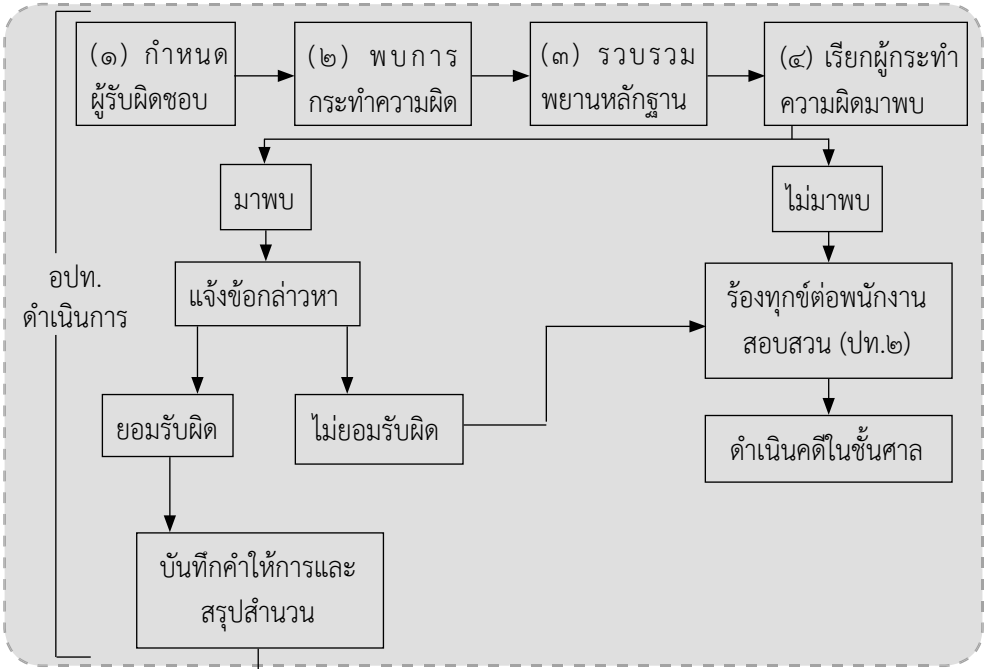 (๑) กำหนด
ผู้รับผิดชอบ
(๒) พบการ
กระทำความผิด
(๓) รวบรวม
พยานหลักฐาน
(๔) เรียกผู้กระทำ
ความผิดมาพบ
มาพบ
ไม่มาพบ
อปท.
ดำเนินการ
แจ้งข้อกล่าวหา
ร้องทุกข์ต่อพนักงาน
สอบสวน (ปท.๒)
ยอมรับผิด
ไม่ยอมรับผิด
ดำเนินคดีในชั้นศาล
บันทึกคำให้การและ
สรุปสำนวน